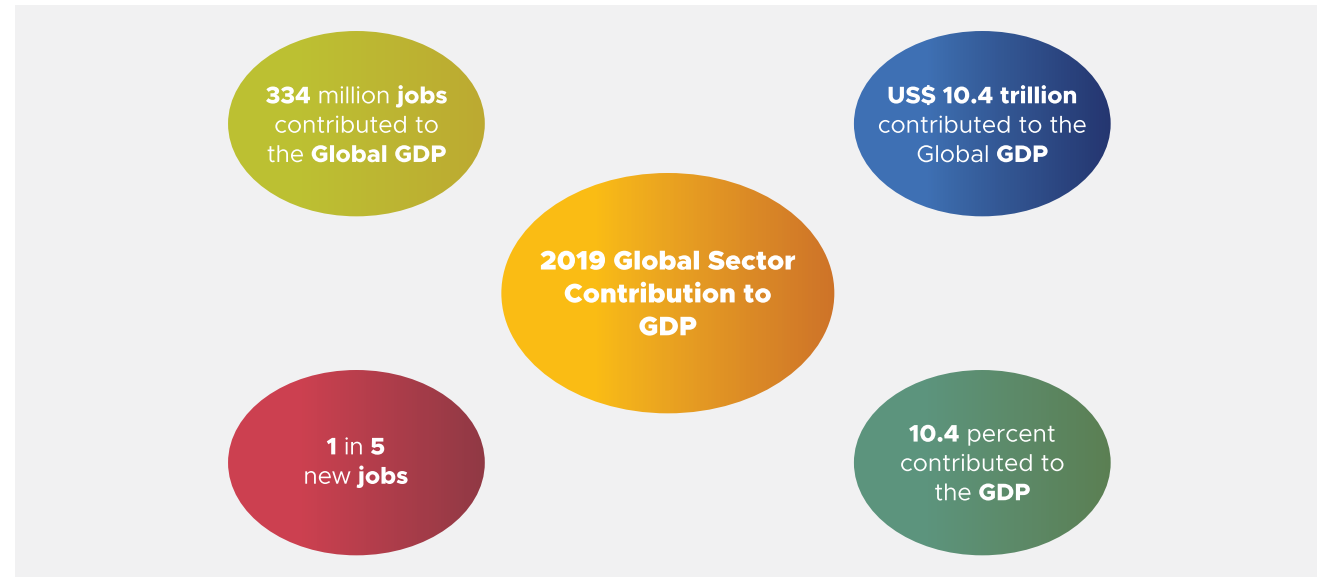 334 million jobs
contributed to
the Global GDP
US$ 10.4 trillion
contributed to the
Global GDP
2019 Global Sector
Contribution to
GDP
1 in 5
new jobs
10.4 percent
contributed to
the GDP